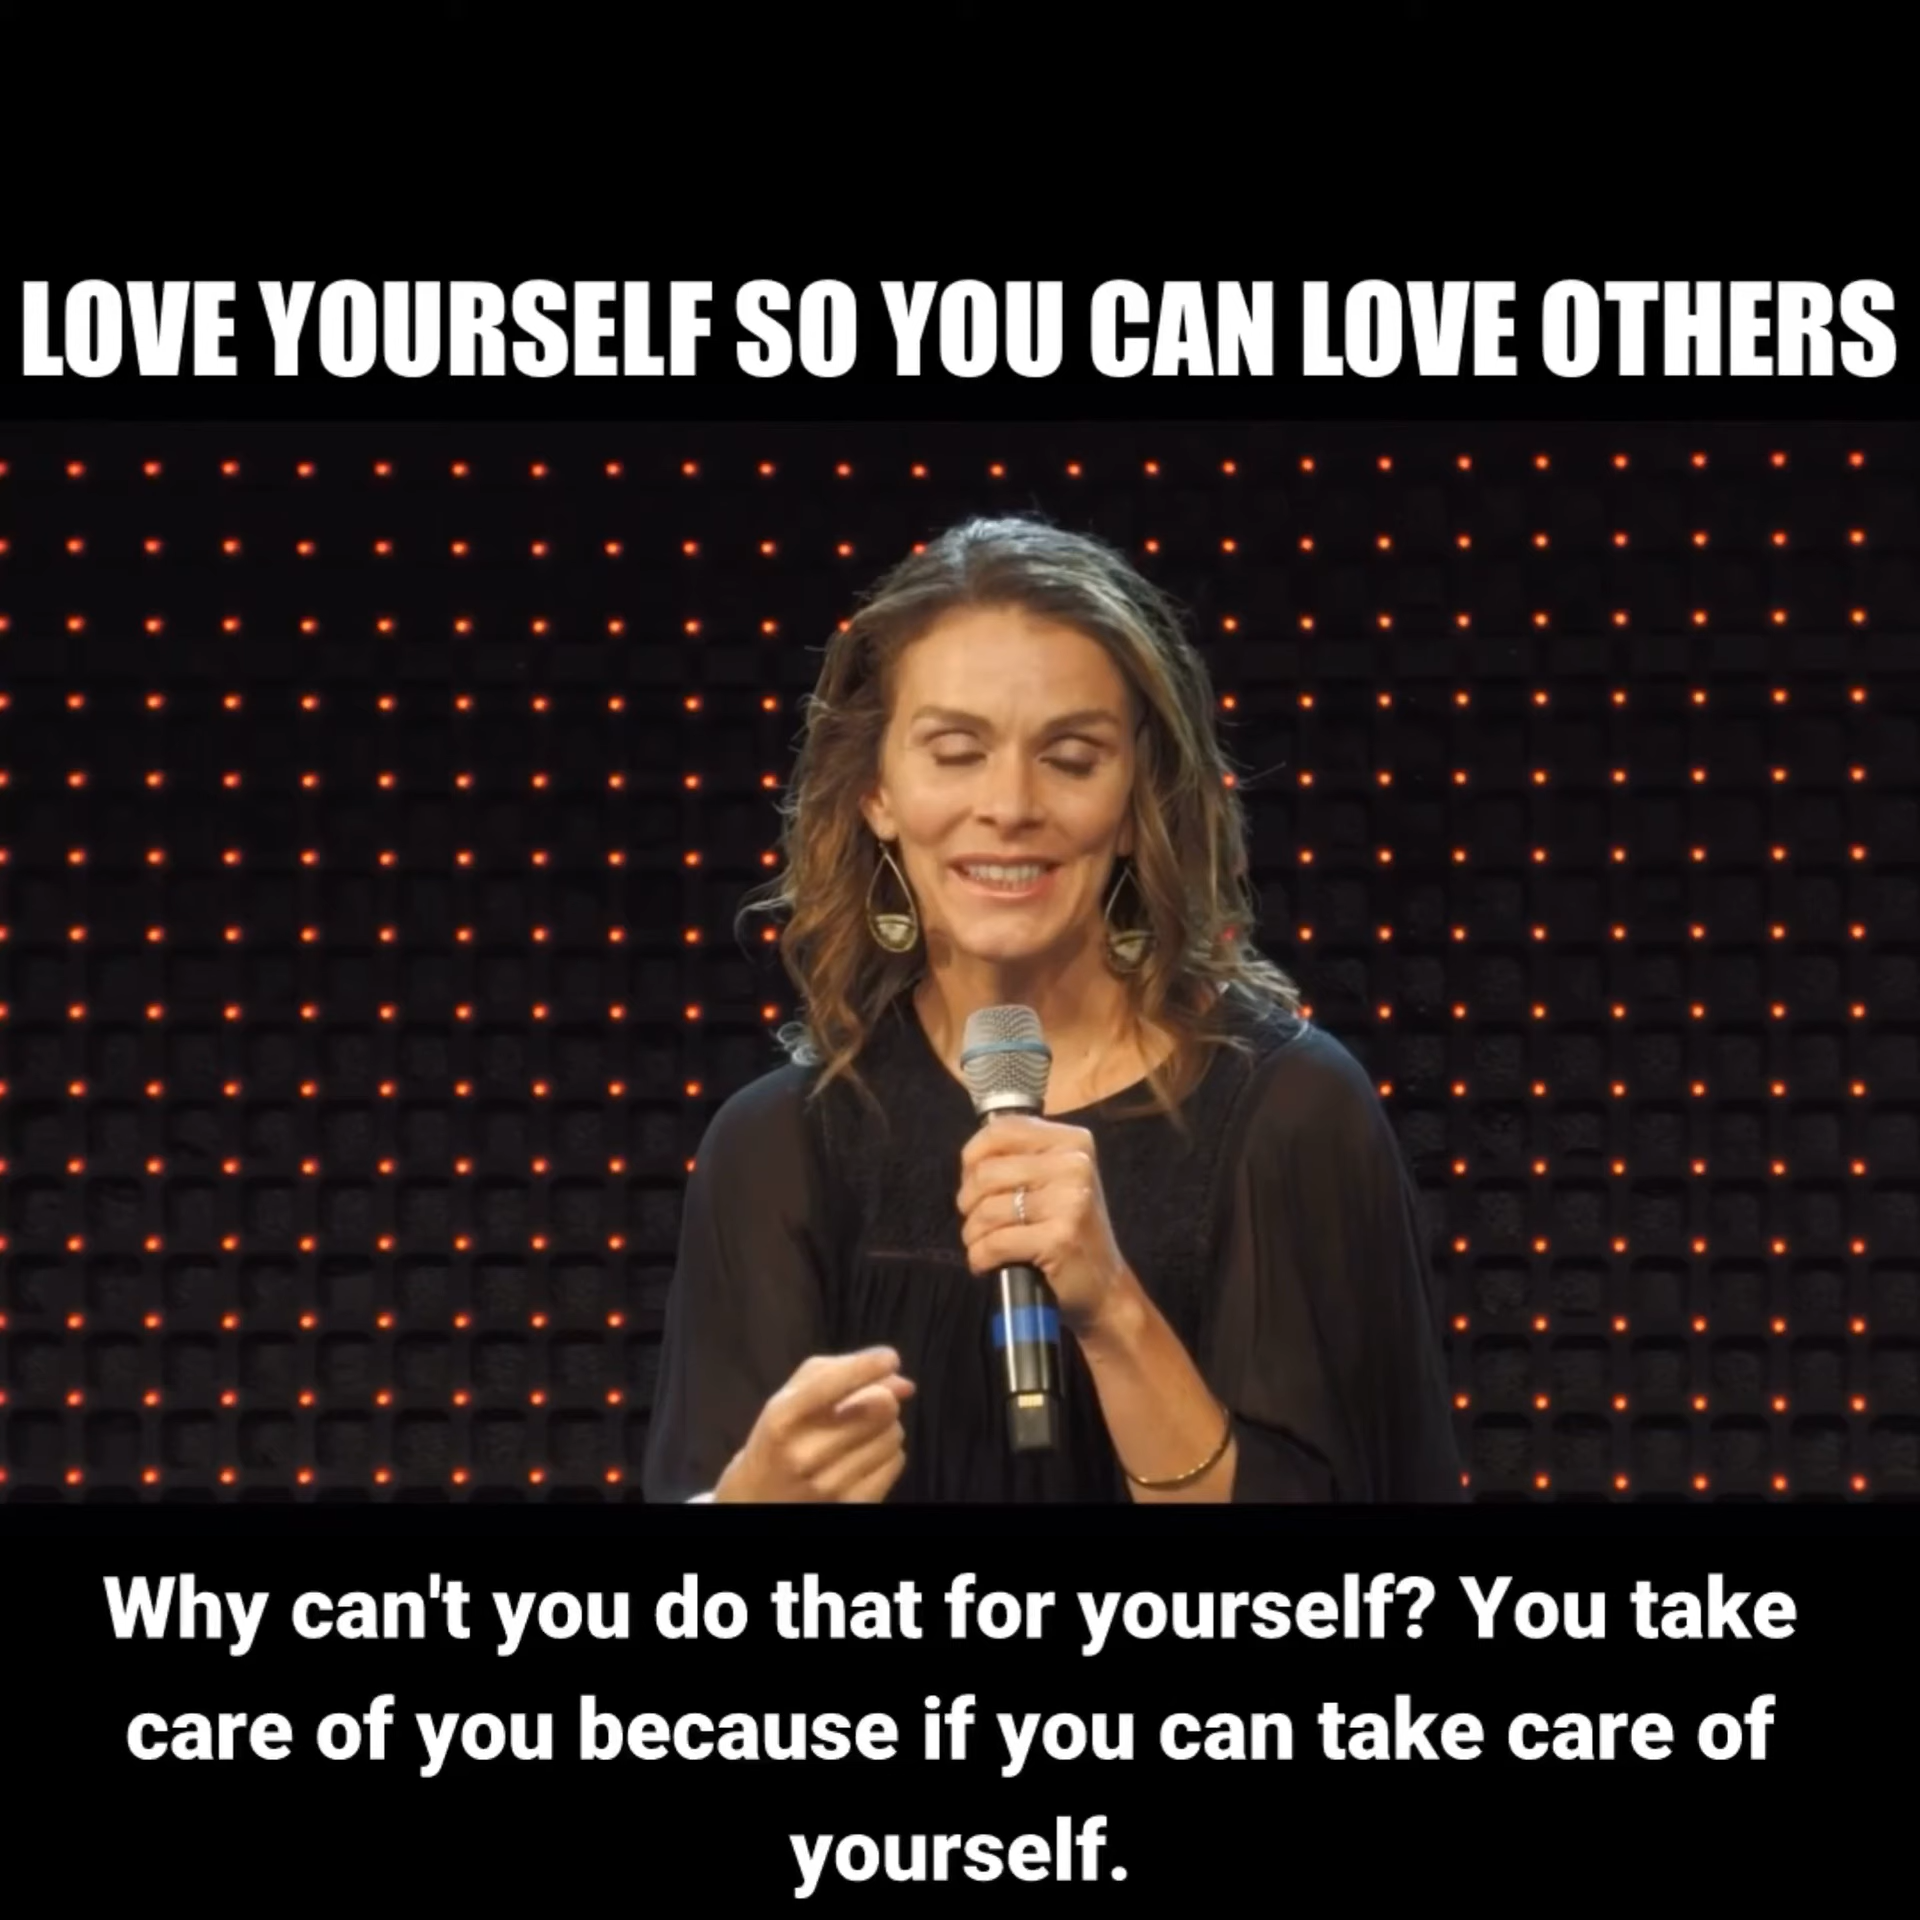 LOVE YOURSELF SO YOU CAN LOVE OTHERS
Why can't you do that for yourself? You take
care of you because if you can take care of
yourself.